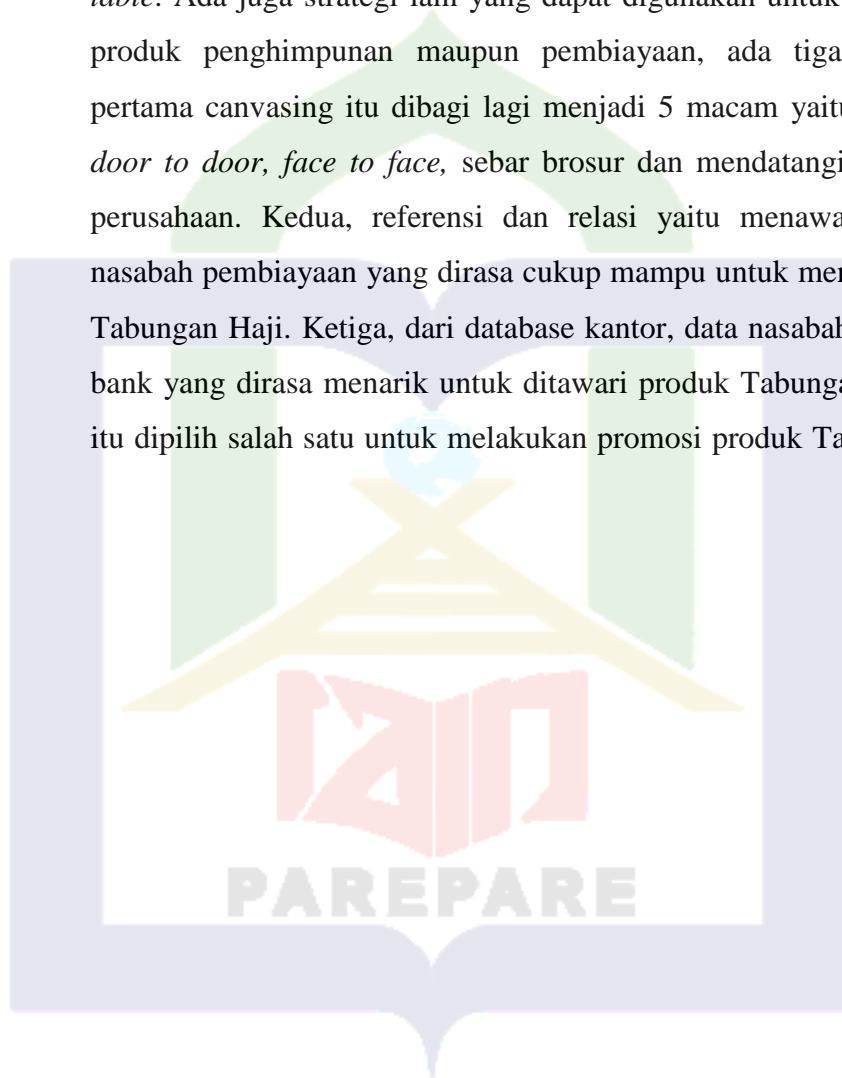 table. Ada juga strategi lain yang dapat digunakan untuk
produk penghimpunan maupun pembiayaan, ada tiga
pertama canvasing itu dibagi lagi menjadi 5 macam yaitu
door to door, face to face, sebar brosur dan mendatangi
perusahaan. Kedua, referensi dan relasi yaitu menawa
nasabah pembiayaan yang dirasa cukup mampu untuk mer
Tabungan Haji. Ketiga, dari database kantor, data nasabah
bank yang dirasa menarik untuk ditawari produk Tabunga
itu dipilih salah satu untuk melakukan promosi produk Ta
iain
PAREPARE